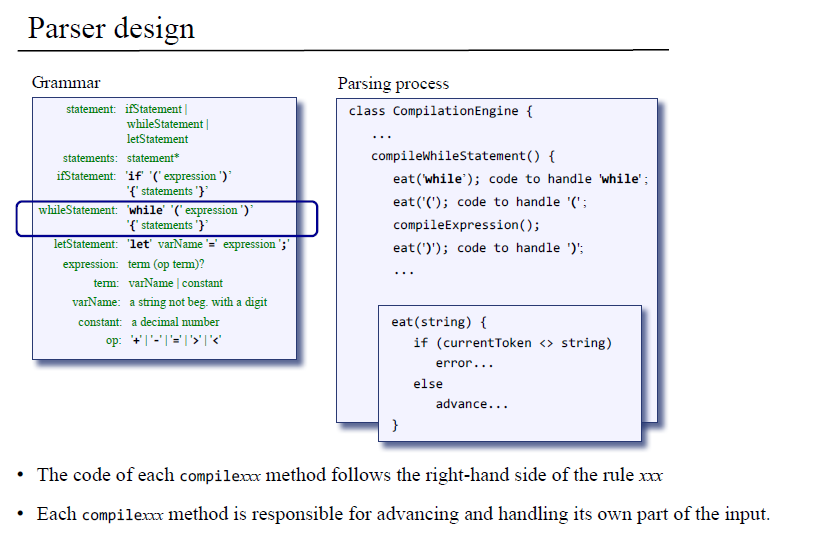 Parser design
Grammar
statement: ifStatement |
whileStatement |
letStatement
statements: statement*
ifStatement: 'if' '(' expression ')'
'{' statements '}'
whileStatement: 'while' '(' expression ')'
'{' statements '}'
letStatement: 'let' varName '=' expression ';'
expression: term (op term)?
term: varName | constant
varName: a string not beg. with a digit
constant: a decimal number
op: '+' | '-' | '=' | '>' | '<'
Parsing process
class CompilationEngine {
...
compileWhileStatement() {
eat('while'); code to handle 'while';
eat('('); code to handle '(';
compileExpression();
eat(')'); code to handle ')';
...
eat(string) {
if (currentToken <> string)
error...
else
advance...
}
• The code of each compilexxx method follows the right-hand side of the rule xxx
• Each compilexxx method is responsible for advancing and handling its own part of the input.